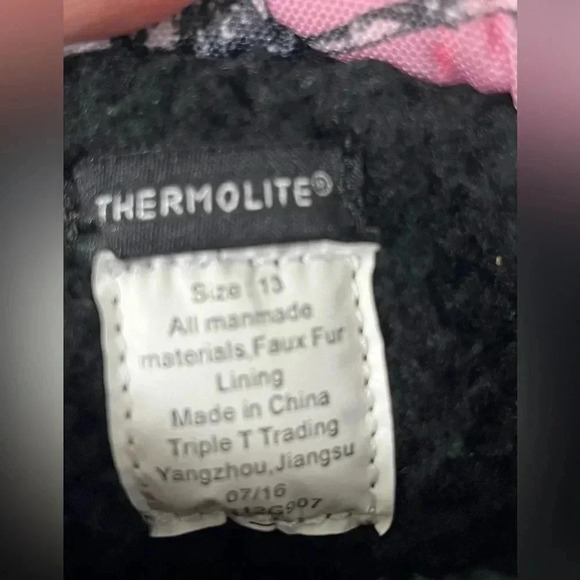 THERMOLITE®
Size 13
All manmade
materials, Faux Fur
Lining
Made in China
Triple T Trading
Yangzhou, Jiangsu
07/16